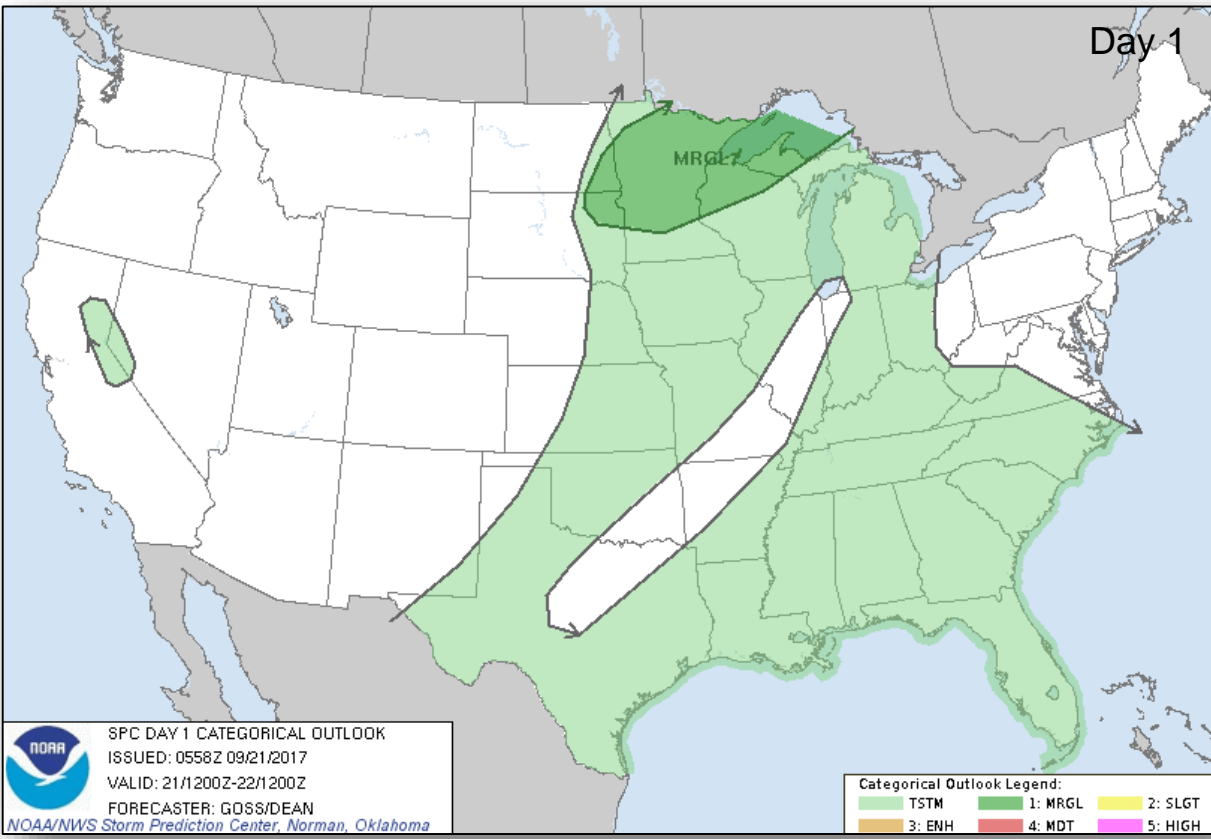 Day 1
MRGL
NOAA
SPC DAY 1 CATEGORICAL OUTLOOK
ISSUED: 0558Z 09/21/2017
VALID: 21/1200Z-22/1200Z
FORECASTER: GOSS/DEAN
NOAA/NWS Storm Prediction Center, Norman, Oklahoma
Categorical Outlook Legend:
TSTM 1: MRGL 2: SLGT
3: ENH 4: MDT 5: HIGH